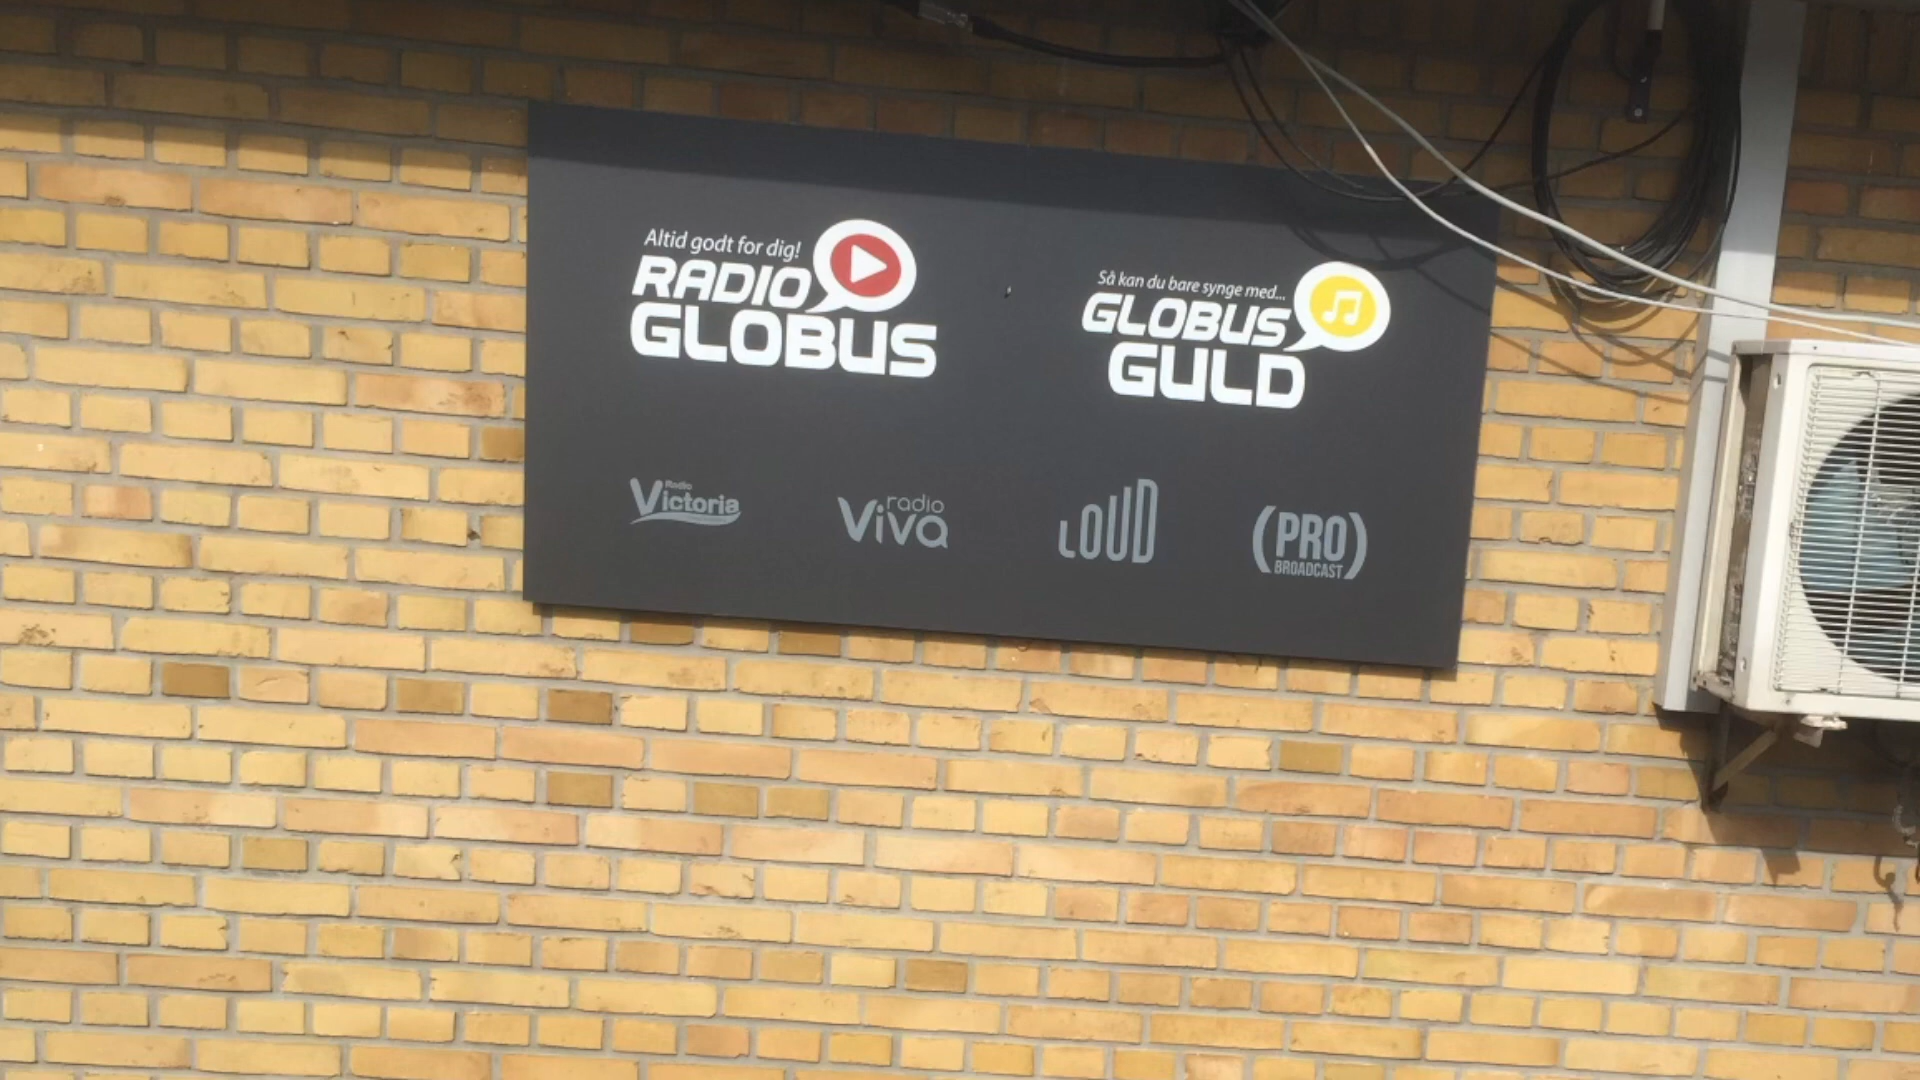 Altid godt for dig!
RADIO
GLOBUS
Så kan du bare synge med...
GLOBUS
GULD
Radio
Victoria
radio
Viva
LOUD
(PRO)
BROADCAST